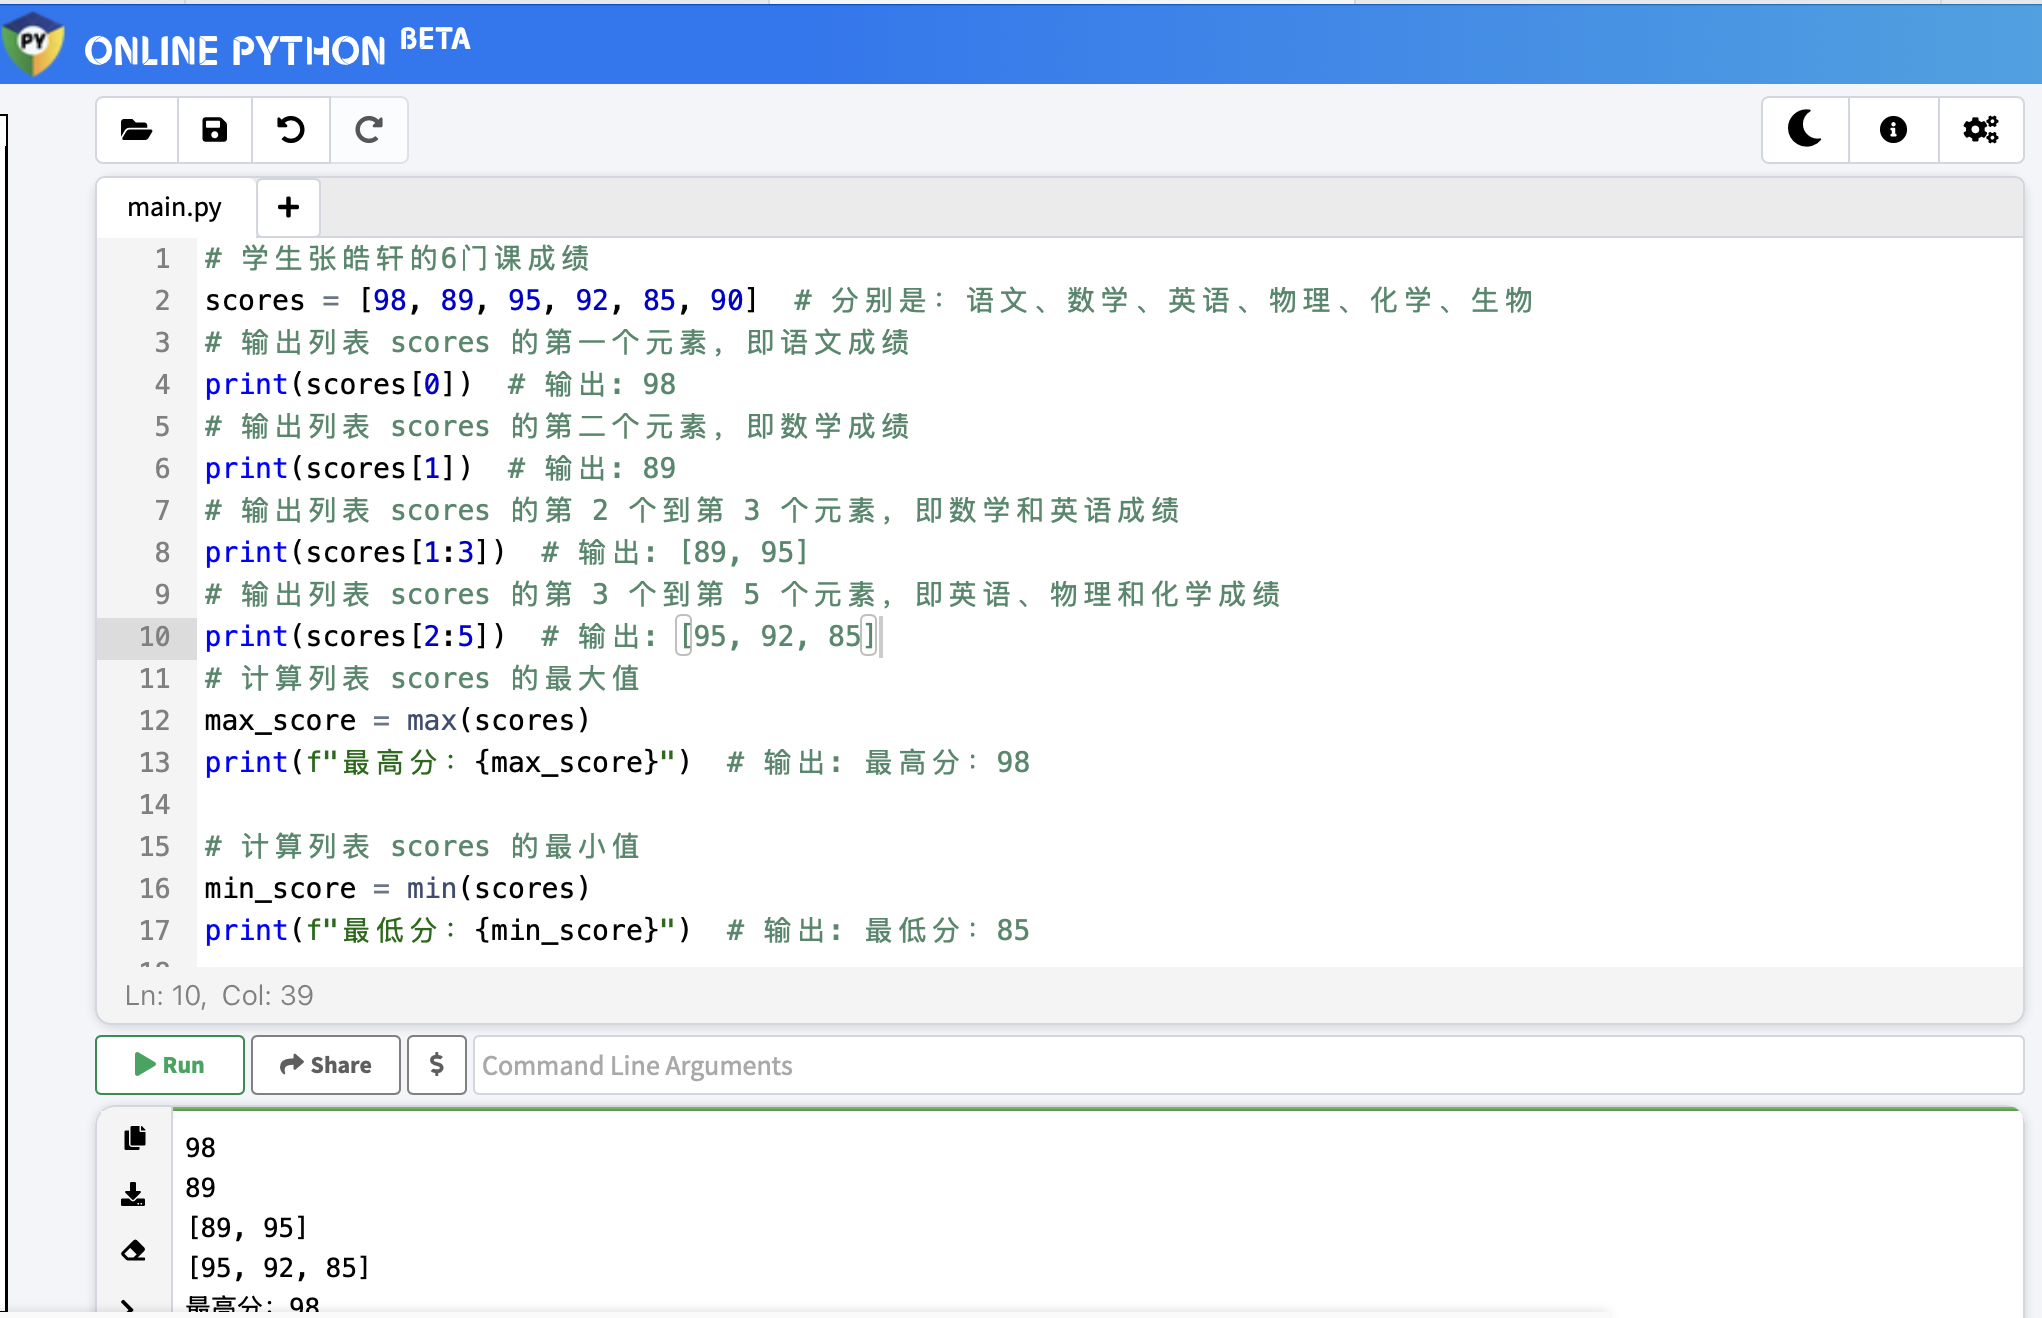 PY ONLINE PYTHON BETA
main.py +
1 # 学生张皓轩的6门课成绩
2 scores = [98, 89, 95, 92, 85, 90]  # 分别是：语文、数学、英语、物理、化学、生物
3 # 输出列表 scores 的第一个元素，即语文成绩
4 print(scores[0])  # 输出: 98
5 # 输出列表 scores 的第二个元素，即数学成绩
6 print(scores[1])  # 输出: 89
7 # 输出列表 scores 的第 2 个到第 3 个元素，即数学和英语成绩
8 print(scores[1:3])  # 输出: [89, 95]
9 # 输出列表 scores 的第 3 个到第 5 个元素，即英语、物理和化学成绩
10 print(scores[2:5])  # 输出: [95, 92, 85]
11 # 计算列表 scores 的最大值
12 max_score = max(scores)
13 print(f"最高分：{max_score}")  # 输出: 最高分：98
14
15 # 计算列表 scores 的最小值
16 min_score = min(scores)
17 print(f"最低分：{min_score}")  # 输出: 最低分：85
Ln: 10, Col: 39
Run Share $ Command Line Arguments
98
89
[89, 95]
[95, 92, 85]
最高分：98